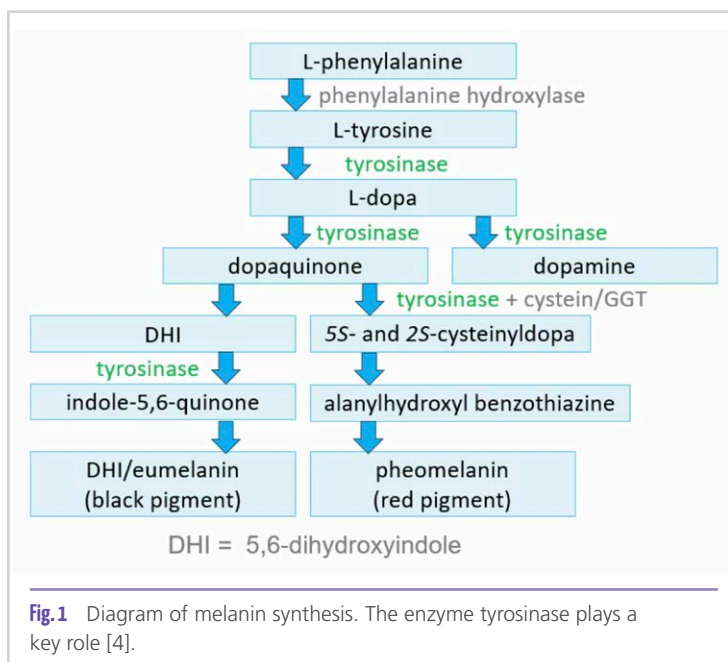 L-phenylalanine
phenylalanine hydroxylase
L-tyrosine
tyrosinase
L-dopa
tyrosinase
tyrosinase
dopaquinone
dopamine
tyrosinase + cystein/GGT
DHI
5S- and 2S-cysteinyldopa
tyrosinase
indole-5,6-quinone
alanylhydroxyl benzothiazine
DHI/eumelanin
(black pigment)
pheomelanin
(red pigment)
DHI = 5,6-dihydroxyindole
Fig. 1 Diagram of melanin synthesis. The enzyme tyrosinase plays a
key role [4].